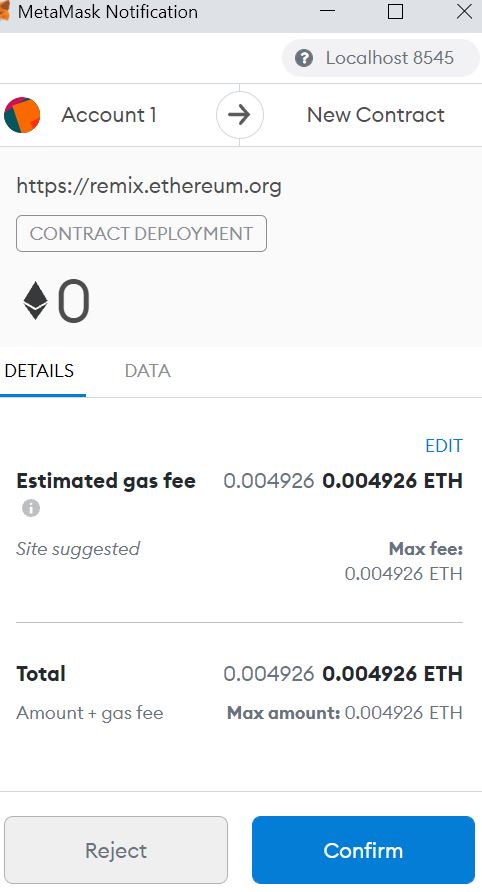 MetaMask Notification
Localhost 8545
Account 1 New Contract
https://remix.ethereum.org
CONTRACT DEPLOYMENT
0
DETAILS DATA
EDIT
Estimated gas fee 0.004926 0.004926 ETH
Site suggested Max fee:
0.004926 ETH
Total 0.004926 0.004926 ETH
Amount + gas fee Max amount: 0.004926 ETH
Reject Confirm